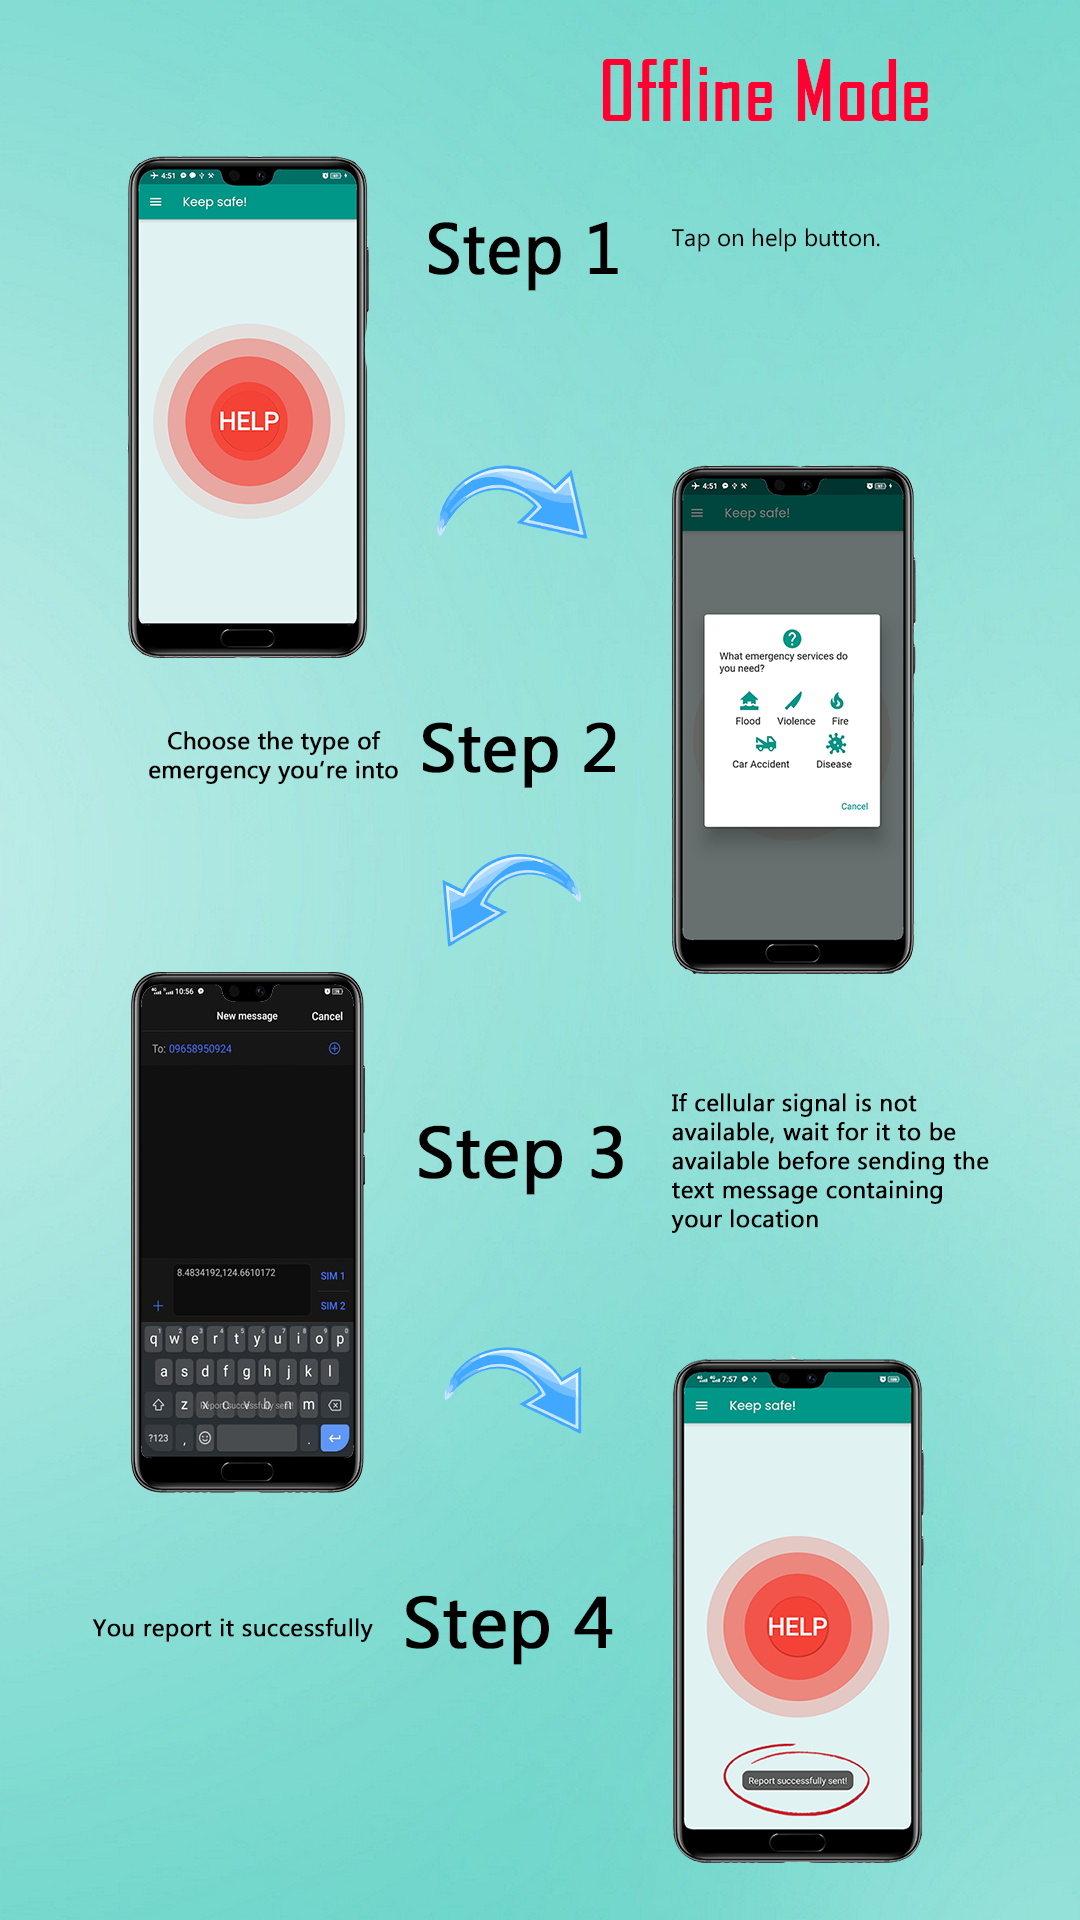 Offline Mode
4:51
Keep safe!
HELP
Step 1
Tap on help button.
4:51
Keep safe!
What emergency services do
you need?
Flood Violence Fire
Car Accident Disease
Cancel
Choose the type of
emergency you’re into
Step 2
10:56
New message Cancel
To: 09658950924
8.4834192,124.6610172
SIM 1
SIM 2
q w e r t y u i o p
a s d f g h j k l
z x c v b n m
Report successfully sent!
?123 , .
Step 3
If cellular signal is not
available, wait for it to be
available before sending the
text message containing
your location
7:57
Keep safe!
HELP
Report successfully sent!
You report it successfully
Step 4